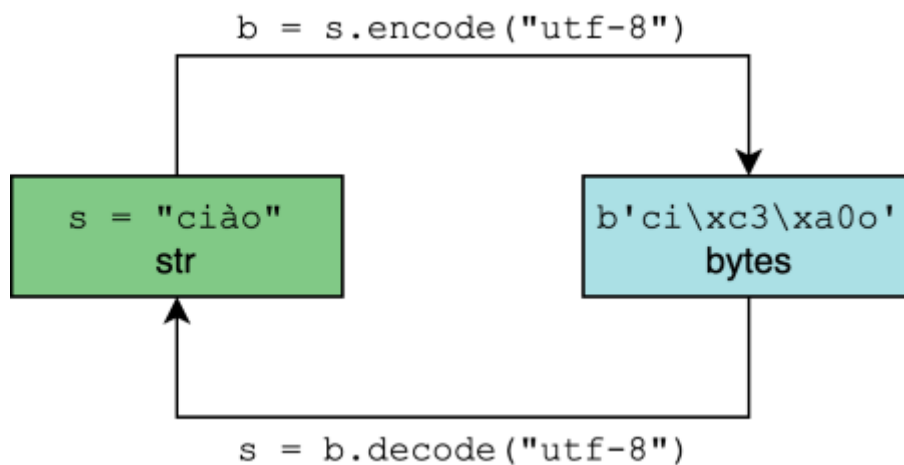 b = s.encode("utf-8")
s = "ciào"
str
b'ci\xc3\xa0o'
bytes
s = b.decode("utf-8")